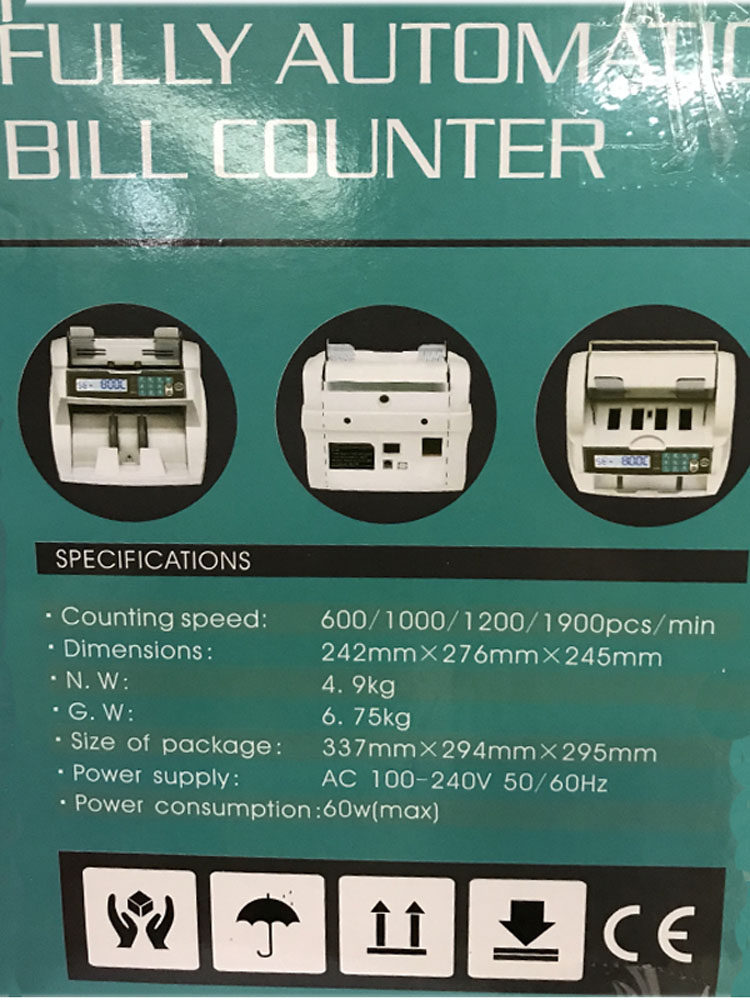 FULLY AUTOMATIC
BILL COUNTER
SPECIFICATIONS
· Counting speed: 600/1000/1200/1900pcs/min
· Dimensions: 242mm×276mm×245mm
· N. W: 4. 9kg
· G. W: 6. 75kg
· Size of package: 337mm×294mm×295mm
· Power supply: AC 100-240V 50/60Hz
· Power consumption:60w(max)
CE